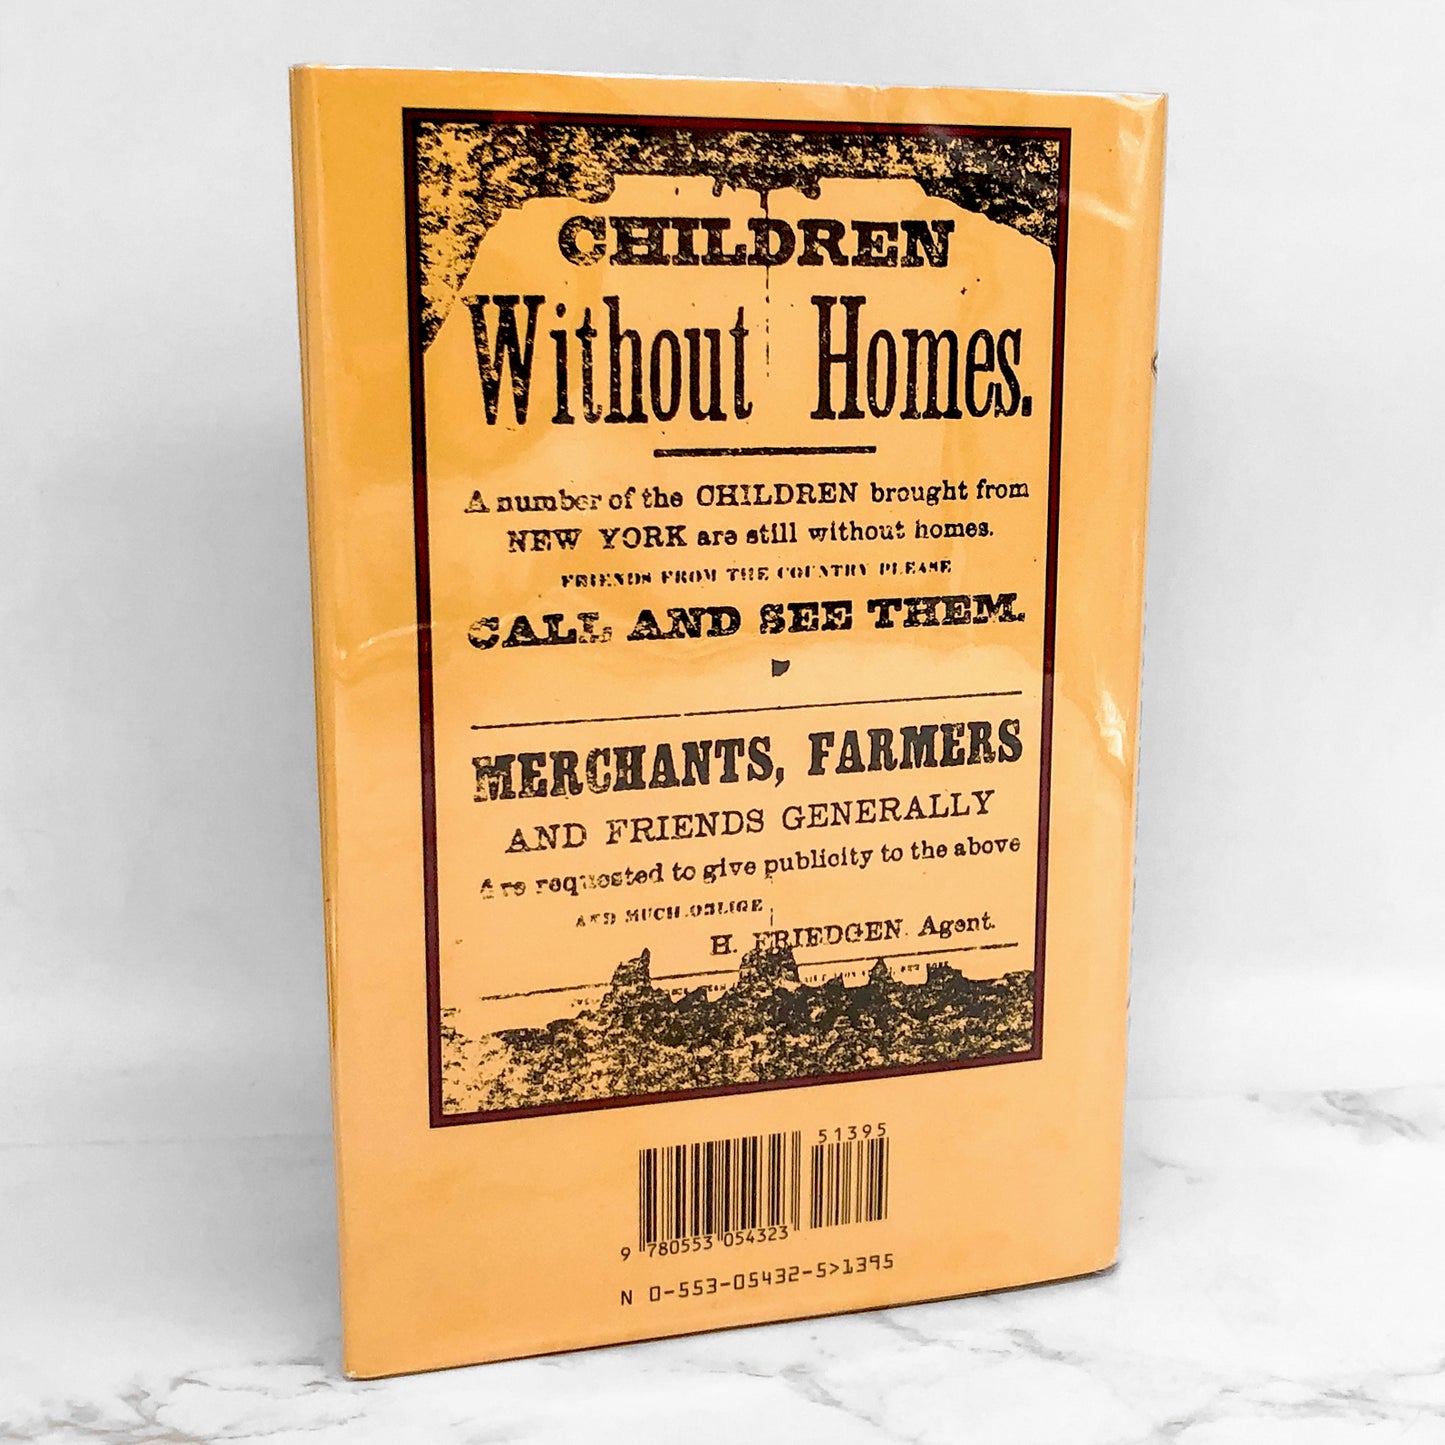 CHILDREN
Without Homes.
A number of the CHILDREN brought from
NEW YORK are still without homes.
FRIENDS FROM THE COUNTRY PLEASE
CALL AND SEE THEM.
MERCHANTS, FARMERS
AND FRIENDS GENERALLY
Are requested to give publicity to the above
AND MUCH OBLIGE
H. FRIEDGEN. Agent.
51395
9 780553 054323
N 0-553-05432-5>1395